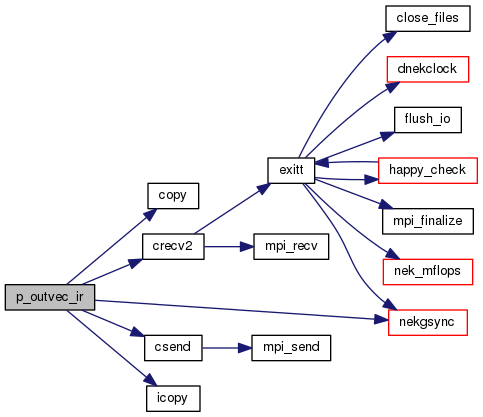 close_files
dnekclock
flush_io
exitt
happy_check
copy
mpi_finalize
crecv2
mpi_recv
nek_mflops
p_outvec_ir
nekgsync
csend
mpi_send
icopy